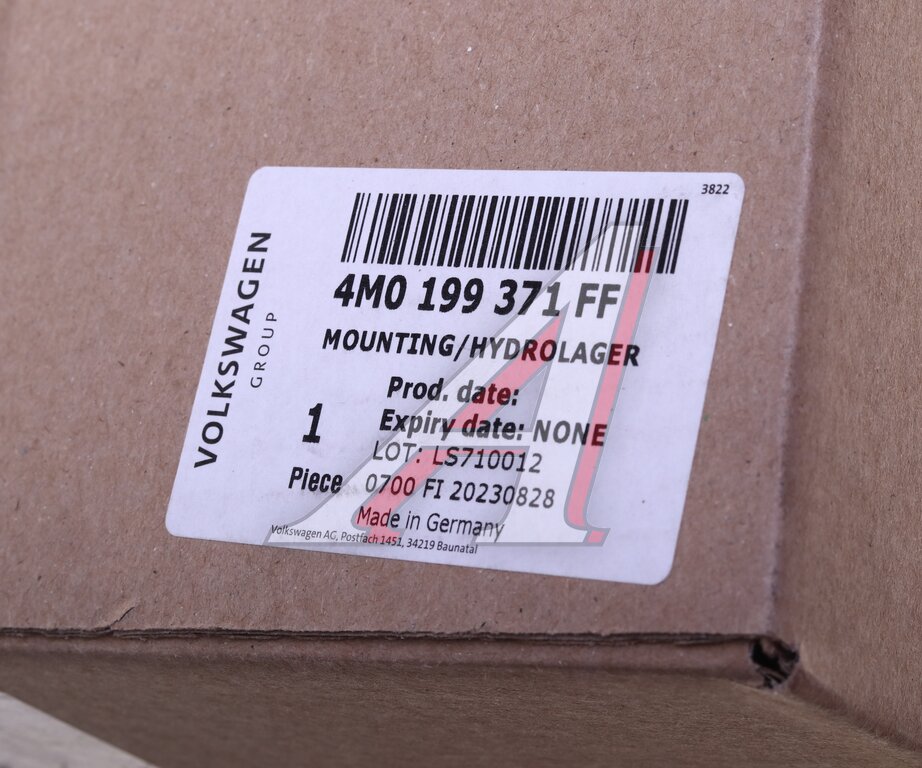 3822
4M0 199 371 FF
MOUNTING/HYDROLAGER
Prod. date:
Expiry date: NONE
LOT: LS710012
0700 FI 20230828
Made in Germany
1
Piece
VOLKSWAGEN
GROUP
Volkswagen AG, Postfach 1451, 34219 Baunatal